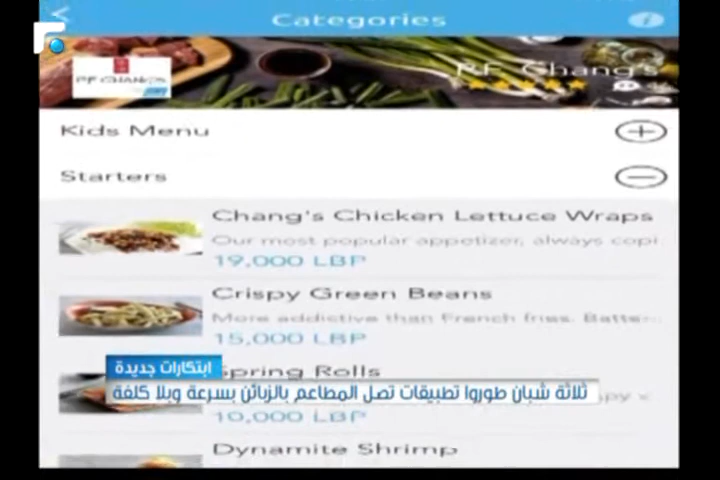 Categories
P.F. CHANG'S
P.F. Chang's
Kids Menu
Starters
Chang's Chicken Lettuce Wraps
Our most popular appetizer, always copi
19,000 LBP
Crispy Green Beans
More addictive than French fries. Batter-
15,000 LBP
ابتكارات جديدة
Spring Rolls
ثلاثة شبان طوروا تطبيقات تصل المطاعم بالزبائن بسرعة وبلا كلفة
10,000 LBP
Dynamite Shrimp